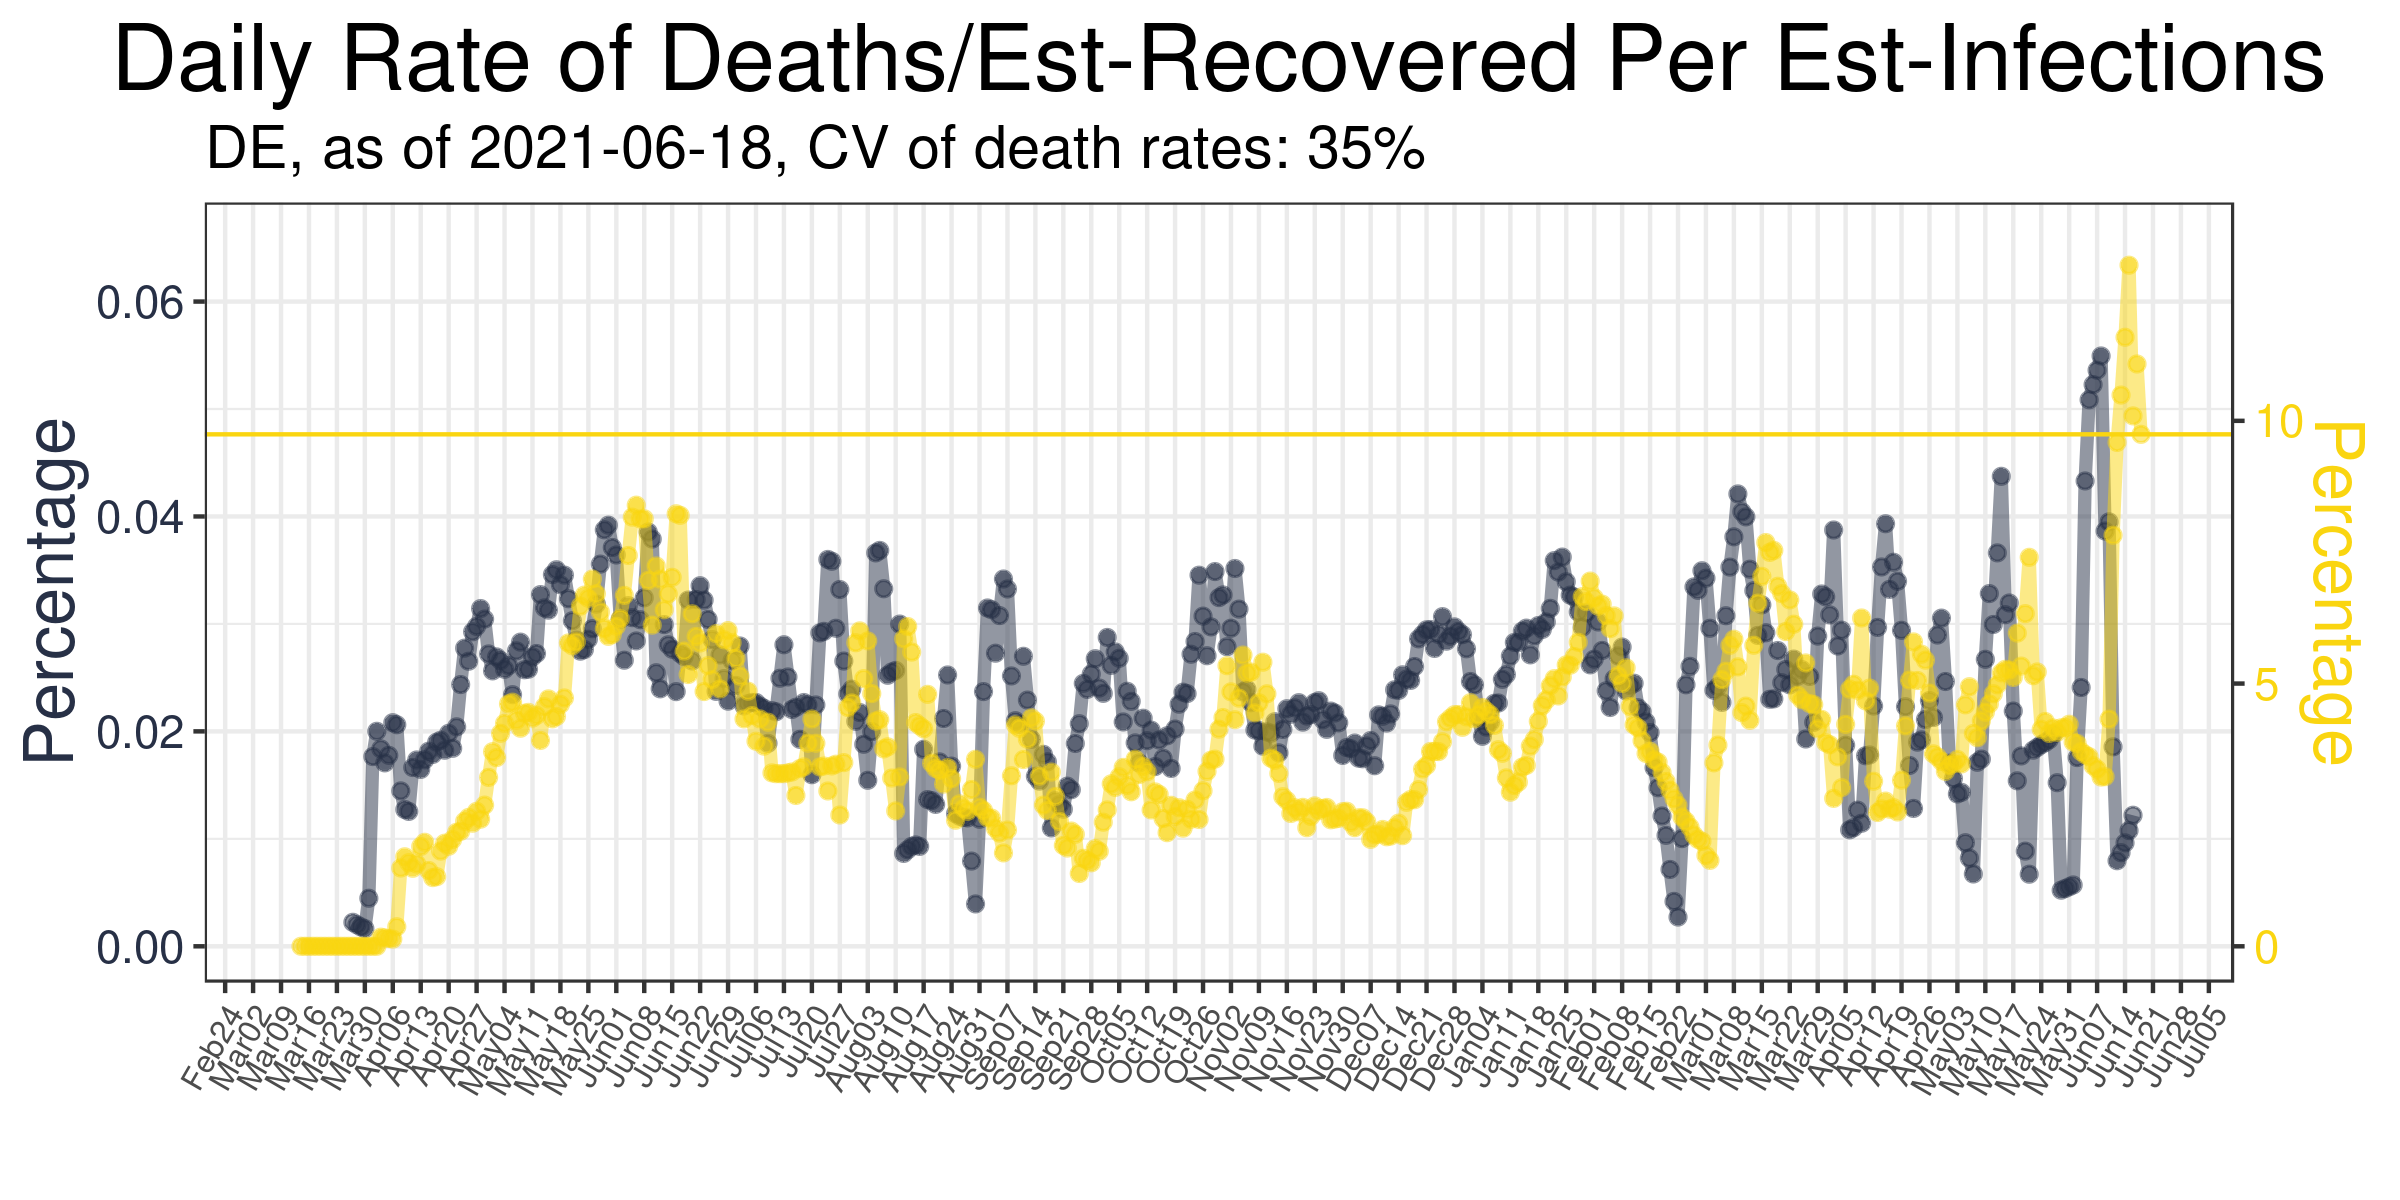 Daily Rate of Deaths/Est-Recovered Per Est-Infections
DE, as of 2021-06-18, CV of death rates: 35%
Percentage
0.06
0.04
0.02
0.00
10
5
0
Percentage
Feb24
Mar02
Mar09
Mar16
Mar23
Mar30
Apr06
Apr13
Apr20
Apr27
May04
May11
May18
May25
Jun01
Jun08
Jun15
Jun22
Jun29
Jul06
Jul13
Jul20
Jul27
Aug03
Aug10
Aug17
Aug24
Aug31
Sep07
Sep14
Sep21
Sep28
Oct05
Oct12
Oct19
Oct26
Nov02
Nov09
Nov16
Nov23
Nov30
Dec07
Dec14
Dec21
Dec28
Jan04
Jan11
Jan18
Jan25
Feb01
Feb08
Feb15
Feb22
Mar01
Mar08
Mar15
Mar22
Mar29
Apr05
Apr12
Apr19
Apr26
May03
May10
May17
May24
May31
Jun07
Jun14
Jun21
Jun28
Jul05